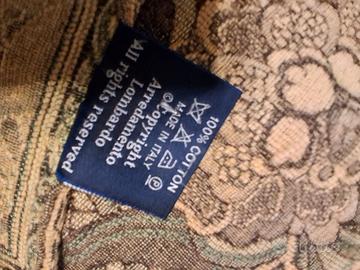 100% COTTON
MADE IN ITALY
©Copyright
Arredamento
Lombardo
All rights reserved